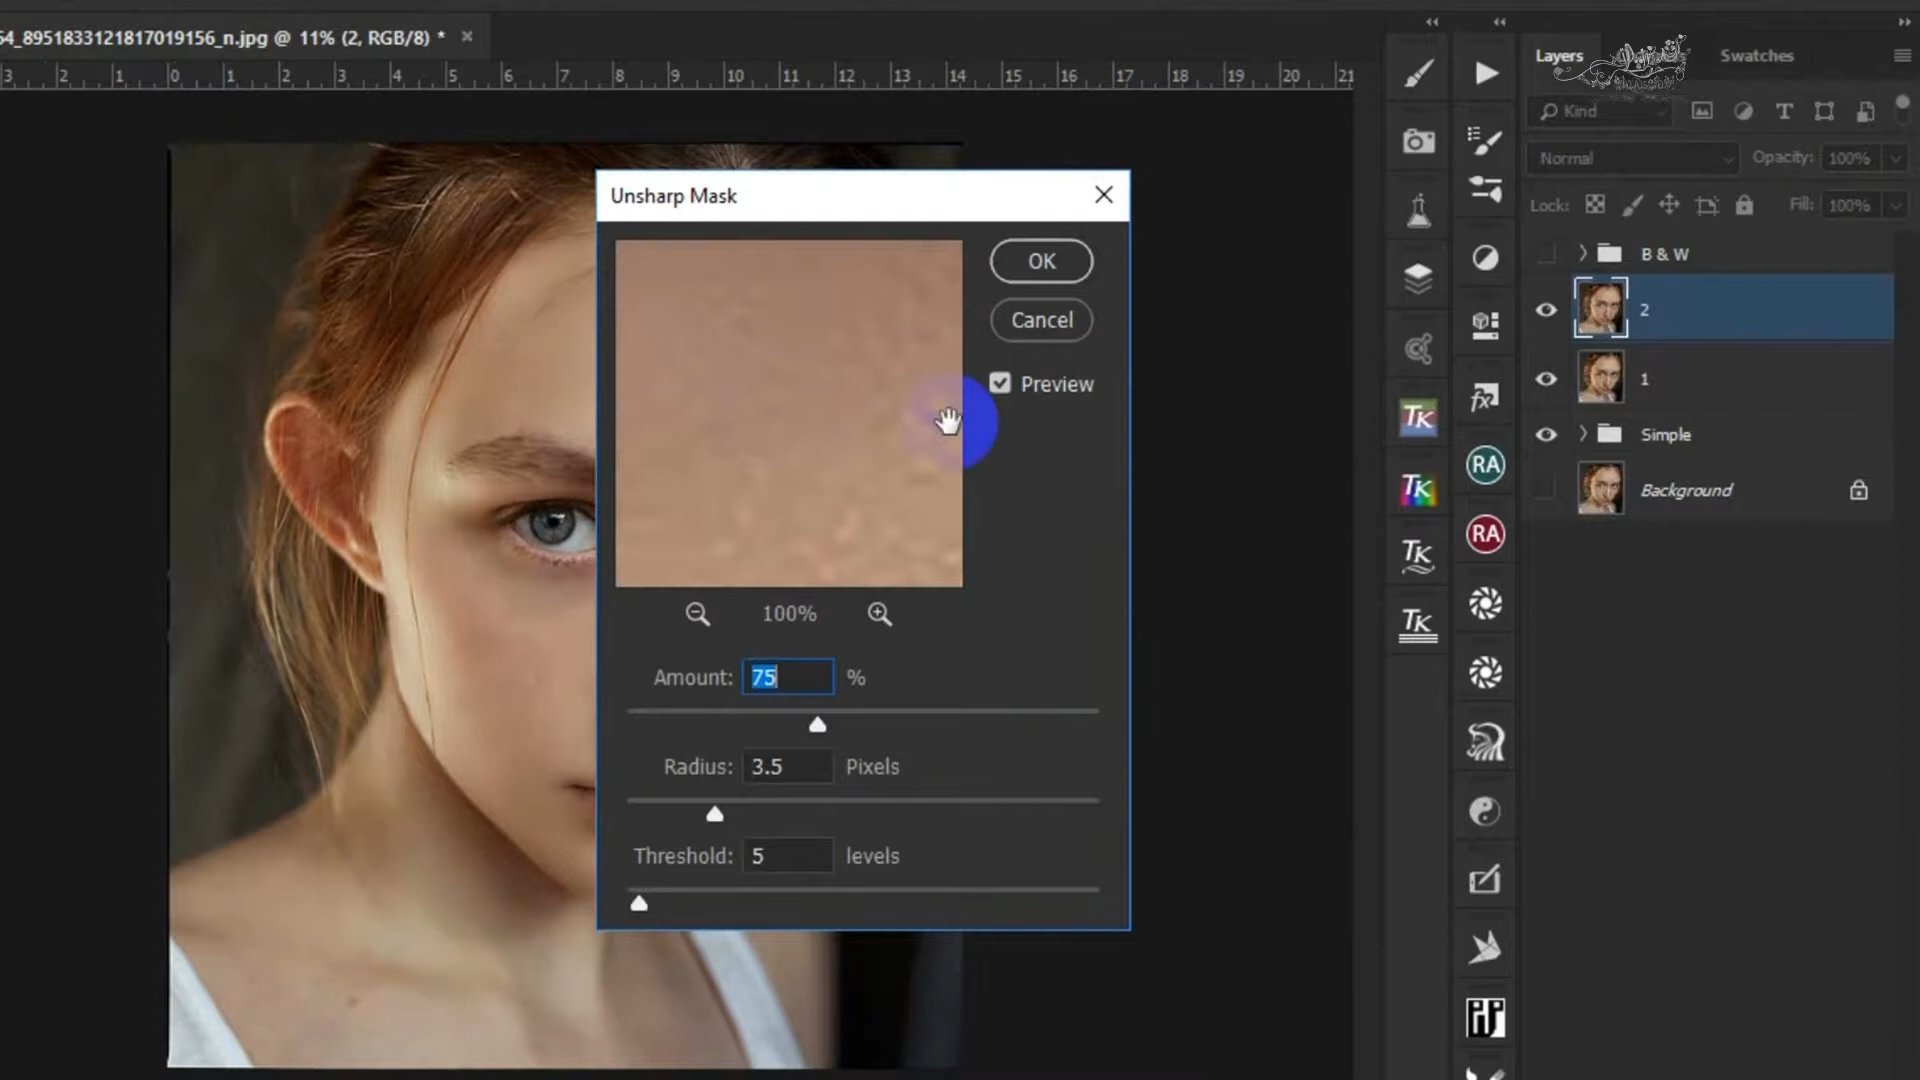 54_8951833121817019156_n.jpg @ 11% (2, RGB/8) *
3 2 1 0 1 2 3 4 5 6 7 8 9 10 11 12 13 14 15 16 17 18 19 20 21
Unsharp Mask
OK
Cancel
Preview
100%
Amount: 75 %
Radius: 3.5 Pixels
Threshold: 5 levels
TK
TK
TK
TK
RA
RA
fx
Layers
Swatches
Kind
Normal
Opacity: 100%
Lock:
Fill: 100%
B & W
2
1
Simple
Background